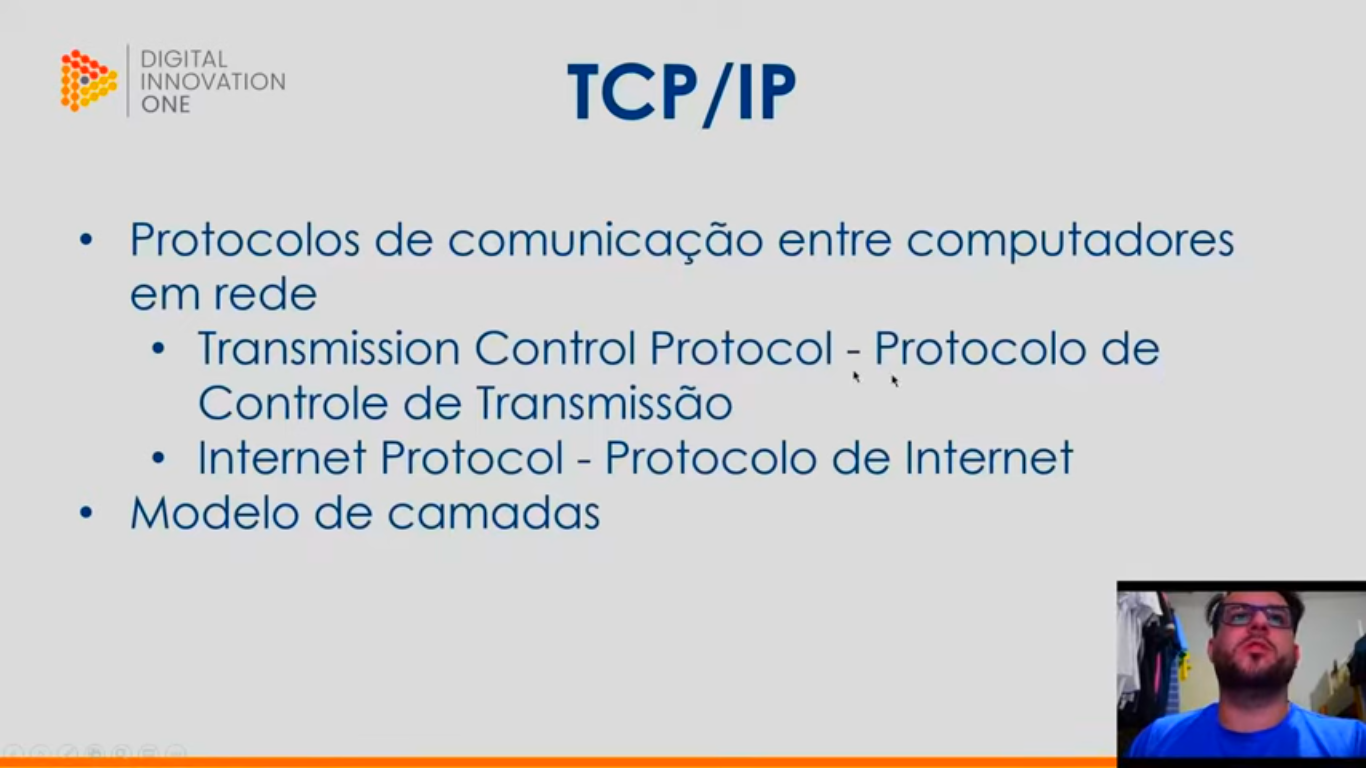 DIGITAL
INNOVATION
ONE
TCP/IP
• Protocolos de comunicação entre computadores
em rede
• Transmission Control Protocol - Protocolo de
Controle de Transmissão
• Internet Protocol - Protocolo de Internet
• Modelo de camadas